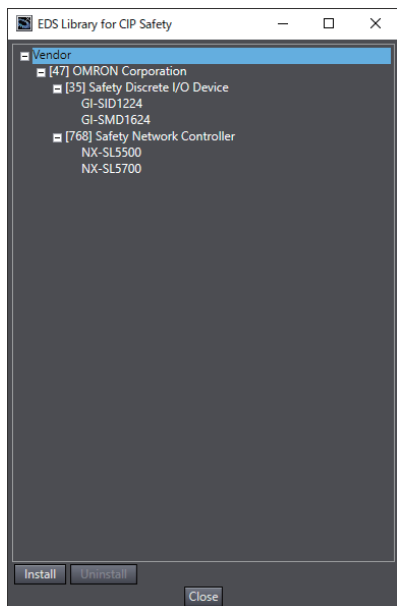 EDS Library for CIP Safety
Vendor
[47] OMRON Corporation
[35] Safety Discrete I/O Device
GI-SID1224
GI-SMD1624
[768] Safety Network Controller
NX-SL5500
NX-SL5700
Install Uninstall
Close